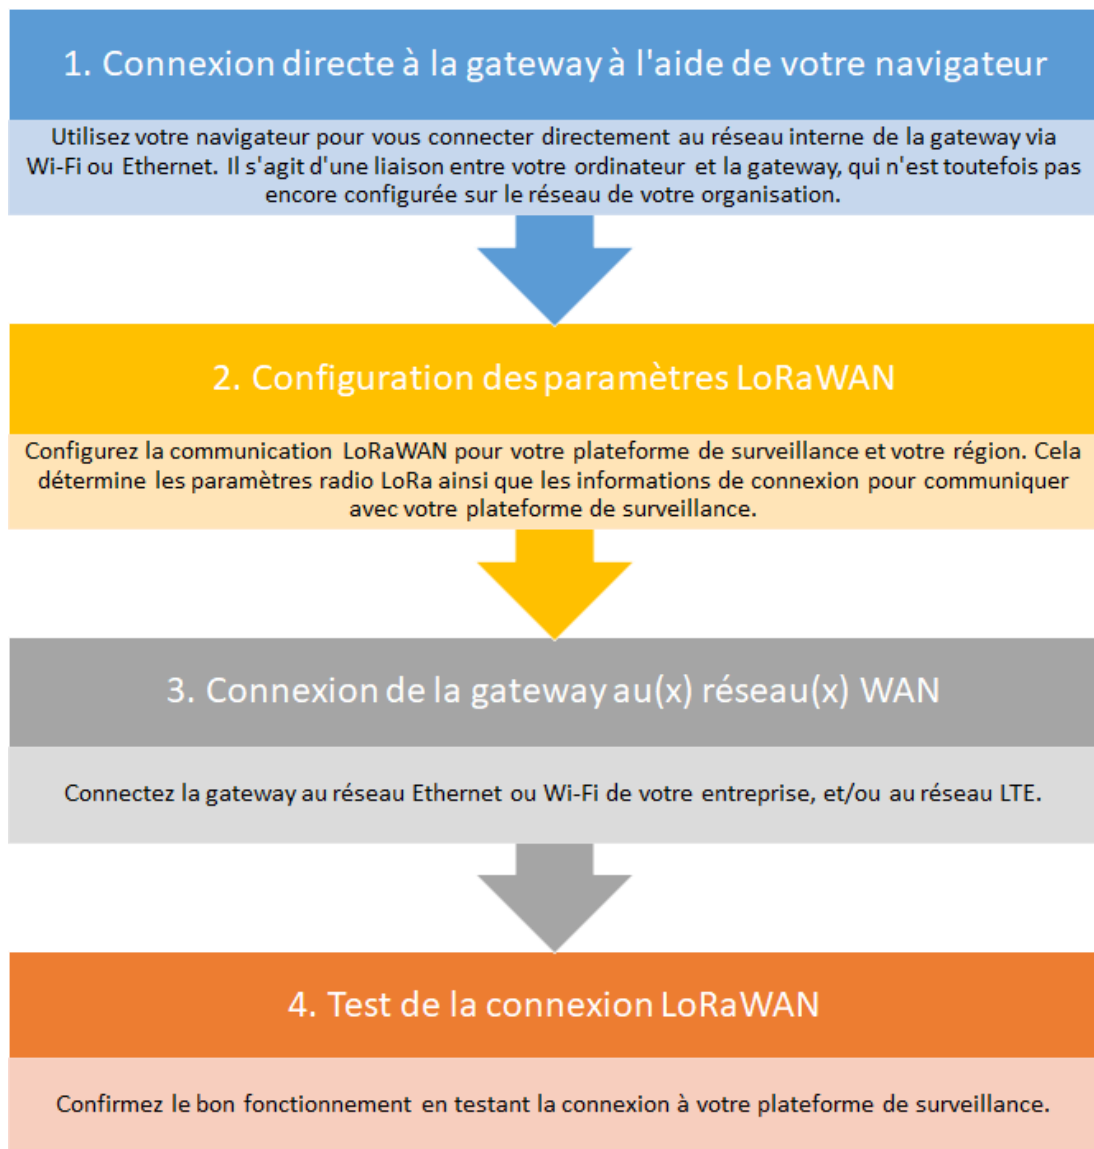 1. Connexion directe à la gateway à l'aide de votre navigateur
Utilisez votre navigateur pour vous connecter directement au réseau interne de la gateway via
Wi-Fi ou Ethernet. Il s'agit d'une liaison entre votre ordinateur et la gateway, qui n'est toutefois pas
encore configurée sur le réseau de votre organisation.
2. Configuration des paramètres LoRaWAN
Configurez la communication LoRaWAN pour votre plateforme de surveillance et votre région. Cela
détermine les paramètres radio LoRa ainsi que les informations de connexion pour communiquer
avec votre plateforme de surveillance.
3. Connexion de la gateway au(x) réseau(x) WAN
Connectez la gateway au réseau Ethernet ou Wi-Fi de votre entreprise, et/ou au réseau LTE.
4. Test de la connexion LoRaWAN
Confirmez le bon fonctionnement en testant la connexion à votre plateforme de surveillance.